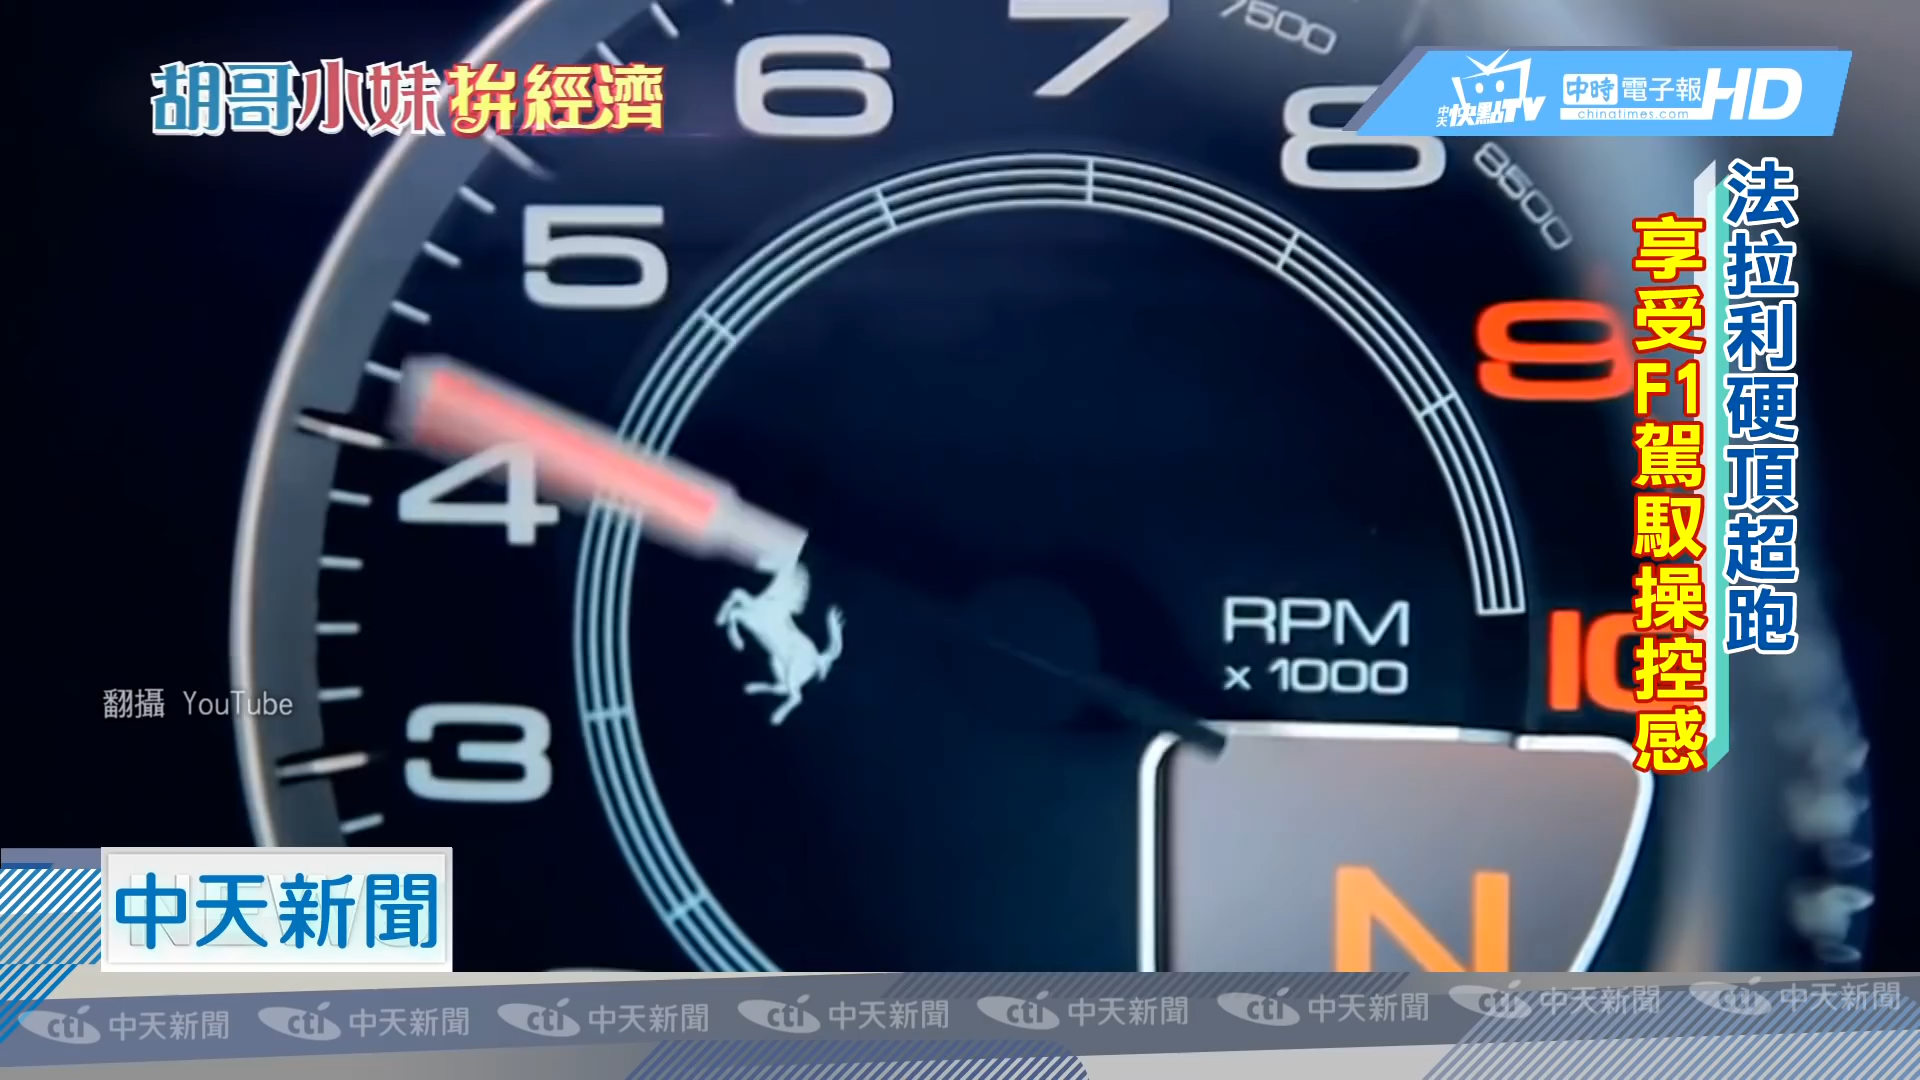 胡哥小妹拚經濟
中天快點TV
中時電子報HD
chinatimes.com
法拉利硬頂超跑
享受F1駕馭操控感
7500
6
7
8
8500
5
9
4
RPM
x 1000
10
3
翻攝 YouTube
N
中天新聞
cti 中天新聞 cti 中天新聞 cti 中天新聞 cti 中天新聞 cti 中天新聞 cti 中天新聞 cti 中天新聞 cti 中天新聞